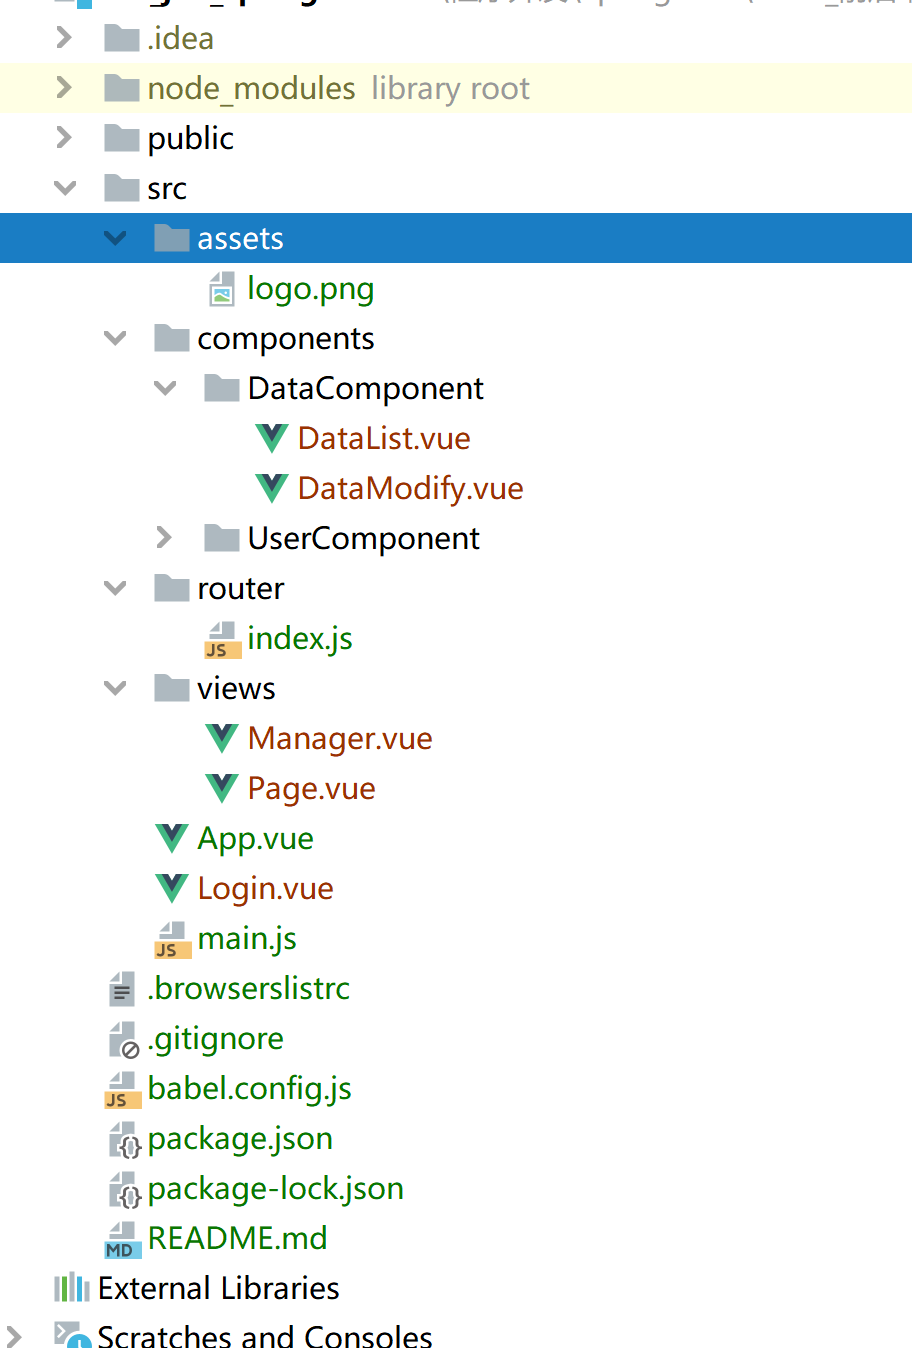 .idea
node_modules library root
public
src
assets
logo.png
components
DataComponent
DataList.vue
DataModify.vue
UserComponent
router
JS index.js
views
Manager.vue
Page.vue
App.vue
Login.vue
JS main.js
.browserslistrc
.gitignore
JS babel.config.js
package.json
package-lock.json
MD README.md
External Libraries
Scratches and Consoles